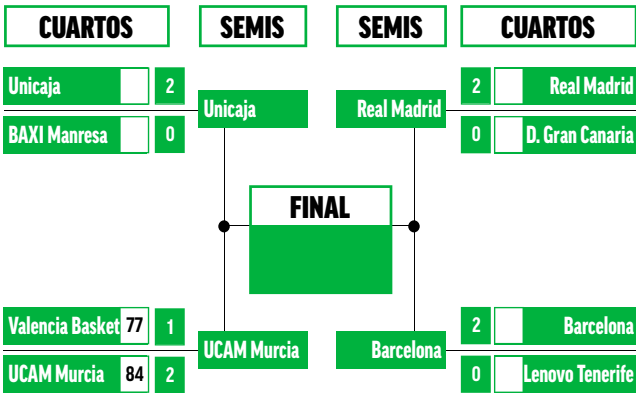 CUARTOS SEMIS SEMIS CUARTOS
Unicaja 2
BAXI Manresa 0
Unicaja
Real Madrid
2 Real Madrid
0 D. Gran Canaria
FINAL
Valencia Basket 77 1
UCAM Murcia 84 2
UCAM Murcia
Barcelona
2 Barcelona
0 Lenovo Tenerife